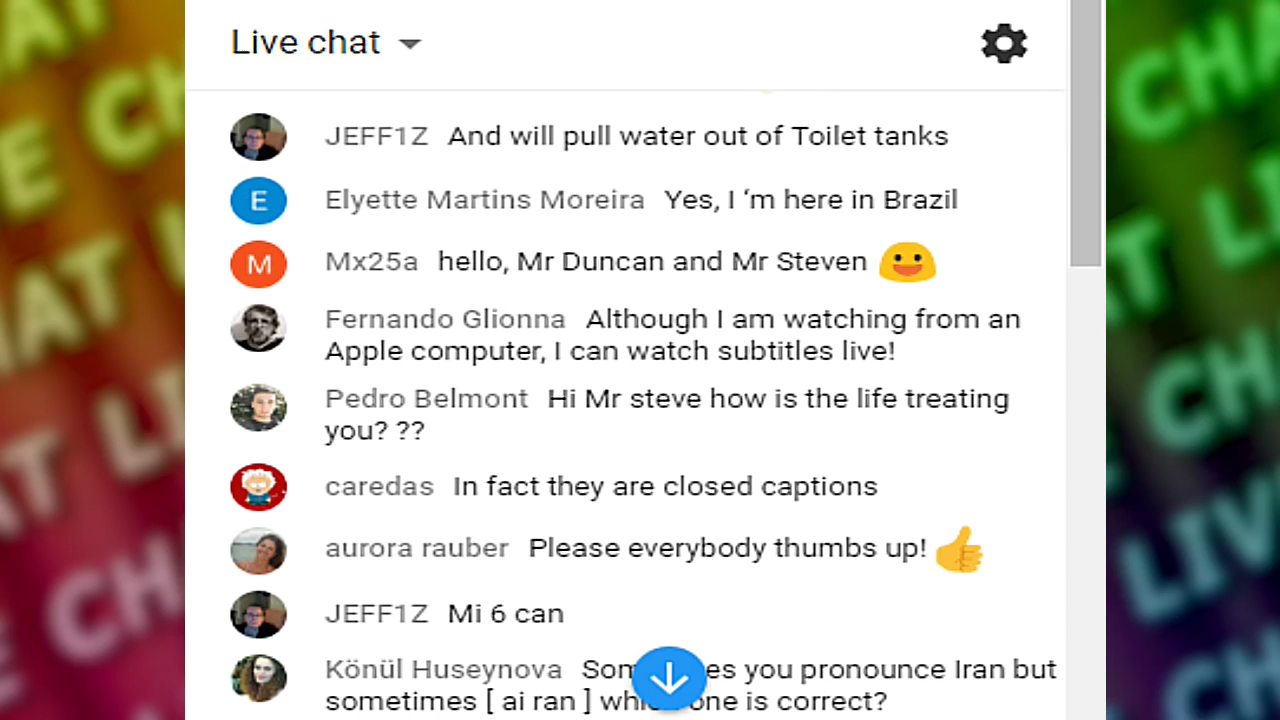 Live chat
JEFF1Z And will pull water out of Toilet tanks
E Elyette Martins Moreira Yes, I ‘m here in Brazil
M Mx25a hello, Mr Duncan and Mr Steven
Fernando Glionna Although I am watching from an
Apple computer, I can watch subtitles live!
Pedro Belmont Hi Mr steve how is the life treating
you? ??
caredas In fact they are closed captions
aurora rauber Please everybody thumbs up!
JEFF1Z Mi 6 can
Könül Huseynova you pronounce Iran but
sometimes [ ai ran ] one is correct?